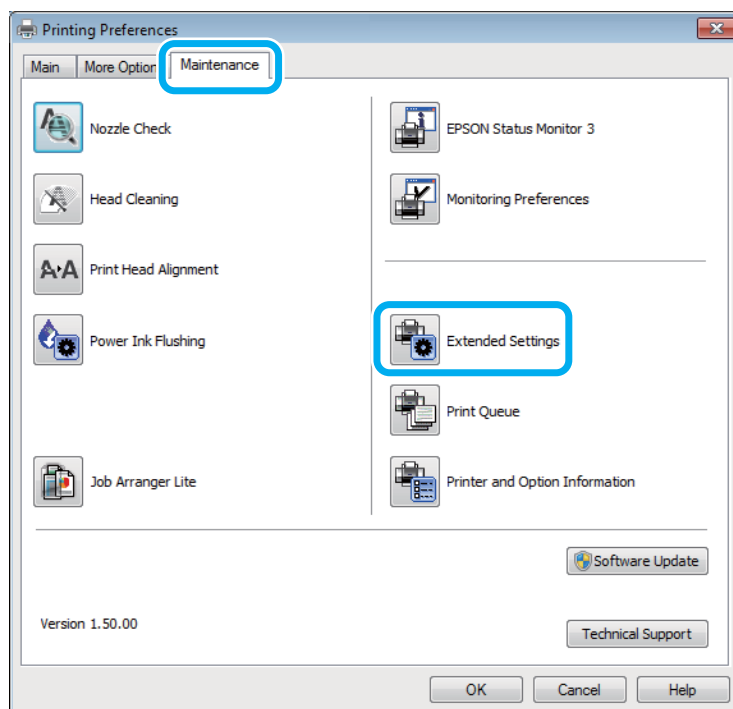 Printing Preferences
Main
More Option
Maintenance
Nozzle Check
EPSON Status Monitor 3
Head Cleaning
Monitoring Preferences
Print Head Alignment
Power Ink Flushing
Extended Settings
Print Queue
Job Arranger Lite
Printer and Option Information
Software Update
Version 1.50.00
Technical Support
OK
Cancel
Help